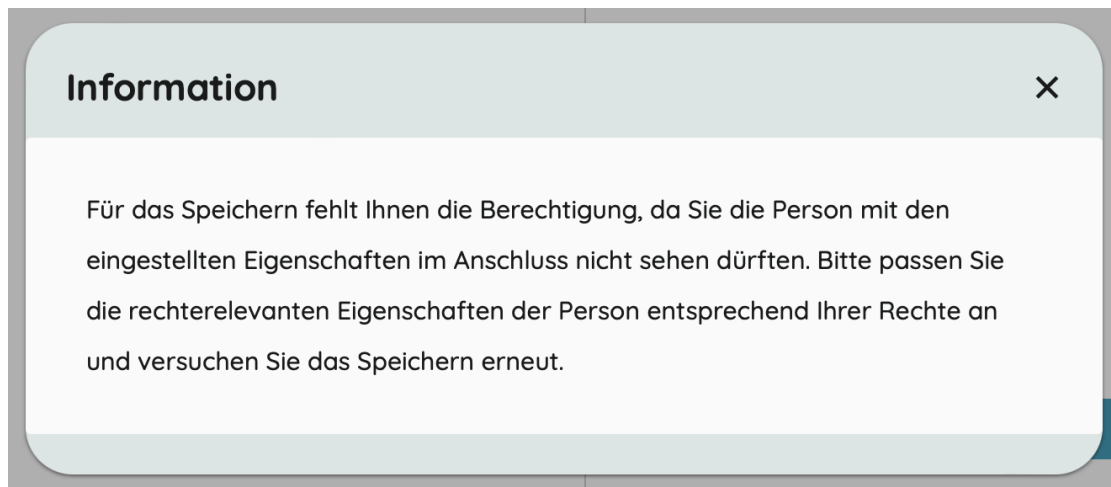 Information
Für das Speichern fehlt Ihnen die Berechtigung, da Sie die Person mit den
eingestellten Eigenschaften im Anschluss nicht sehen dürften. Bitte passen Sie
die rechterelevanten Eigenschaften der Person entsprechend Ihrer Rechte an
und versuchen Sie das Speichern erneut.